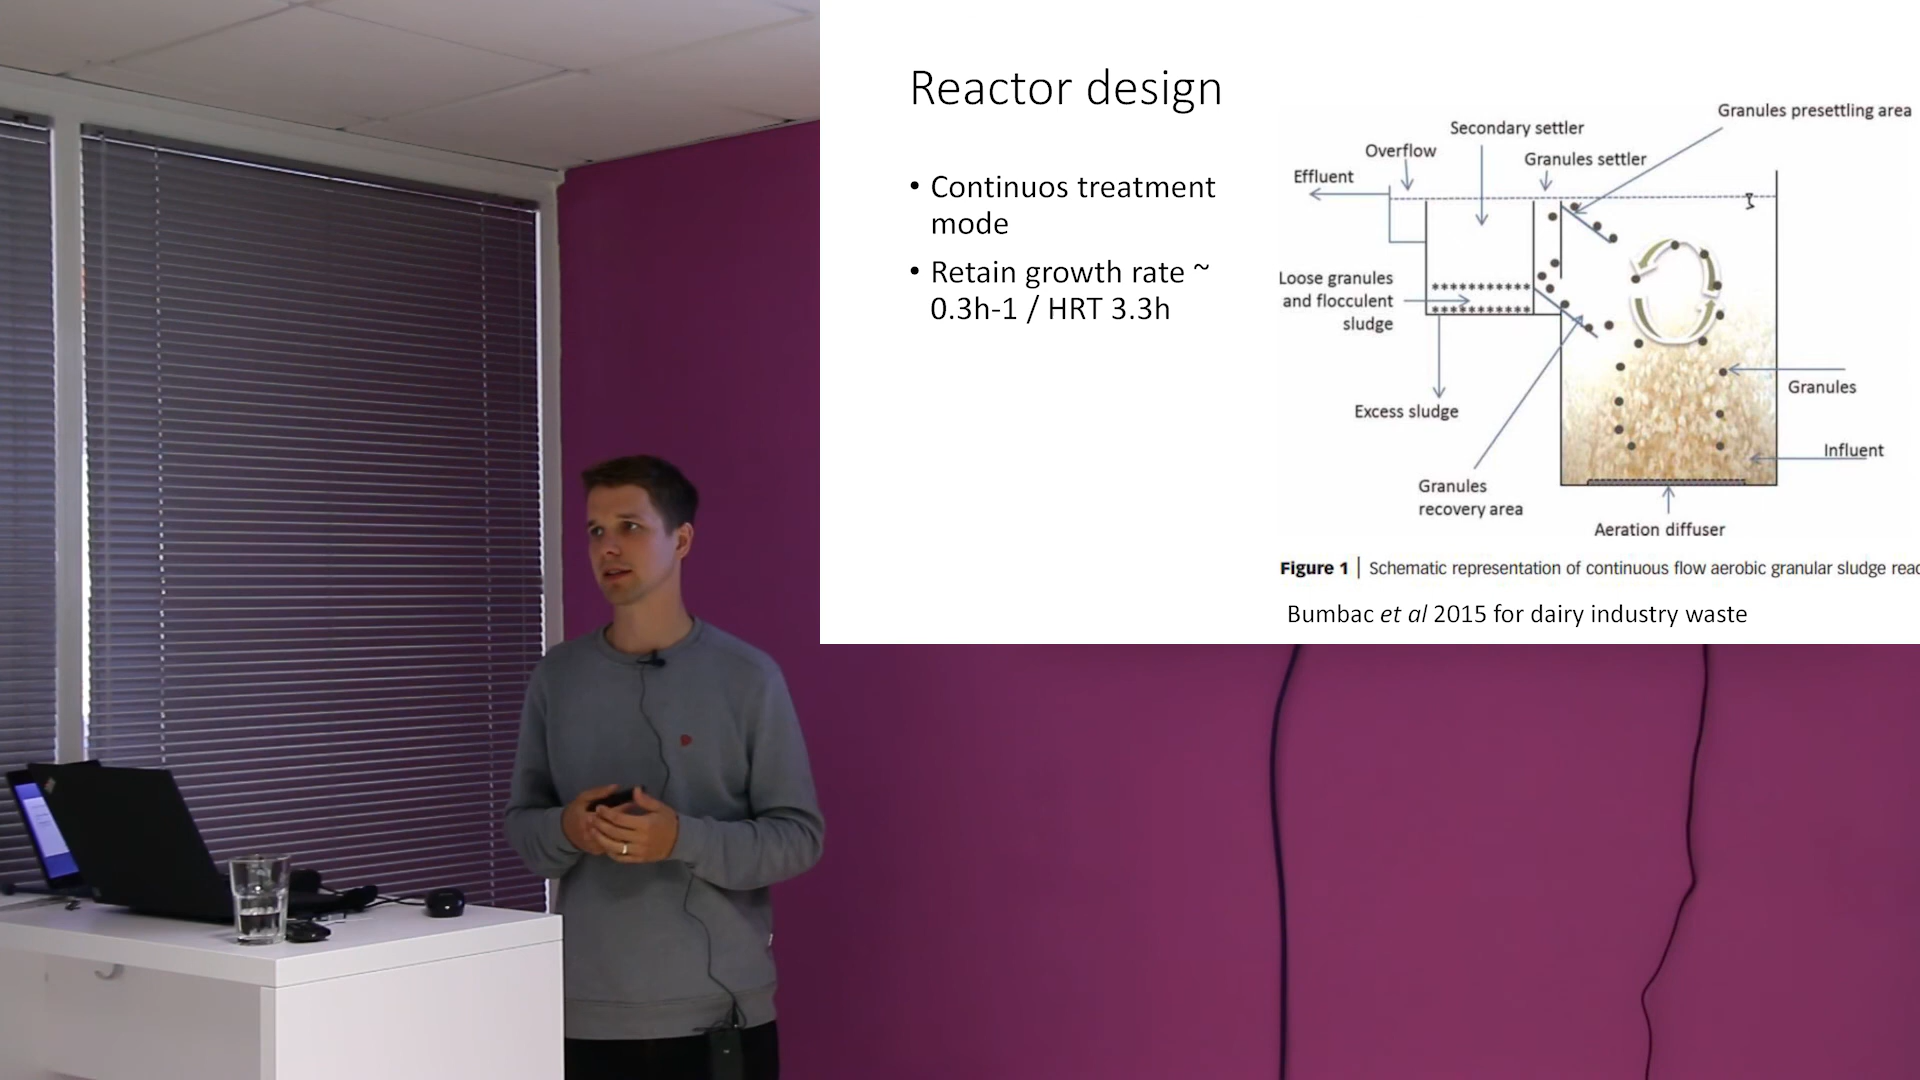 Reactor design
• Continuos treatment
mode
• Retain growth rate ~
0.3h-1 / HRT 3.3h
Granules presettling area
Secondary settler
Overflow
Granules settler
Effluent
Loose granules
and flocculent
sludge
Granules
Excess sludge
Influent
Granules
recovery area
Aeration diffuser
Figure 1 | Schematic representation of continuous flow aerobic granular sludge reac
Bumbac et al 2015 for dairy industry waste